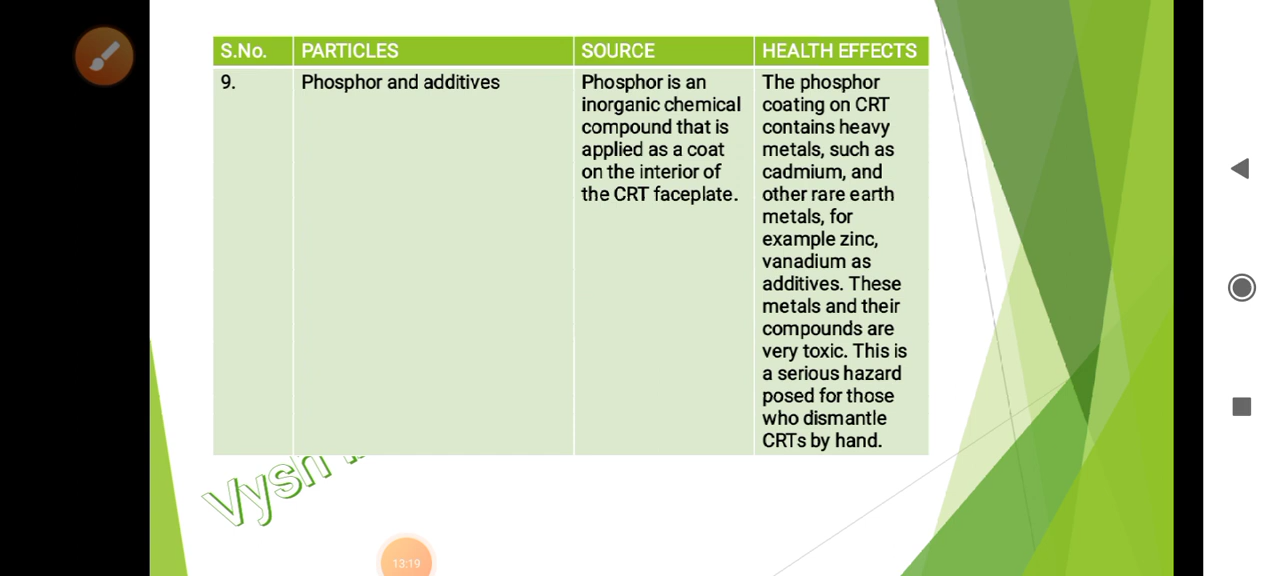 S.No. PARTICLES SOURCE HEALTH EFFECTS
9. Phosphor and additives Phosphor is an The phosphor
inorganic chemical coating on CRT
compound that is contains heavy
applied as a coat metals, such as
on the interior of cadmium, and
the CRT faceplate. other rare earth
metals, for
example zinc,
vanadium as
additives. These
metals and their
compounds are
very toxic. This is
a serious hazard
posed for those
who dismantle
CRTs by hand.
Vysh
13:19